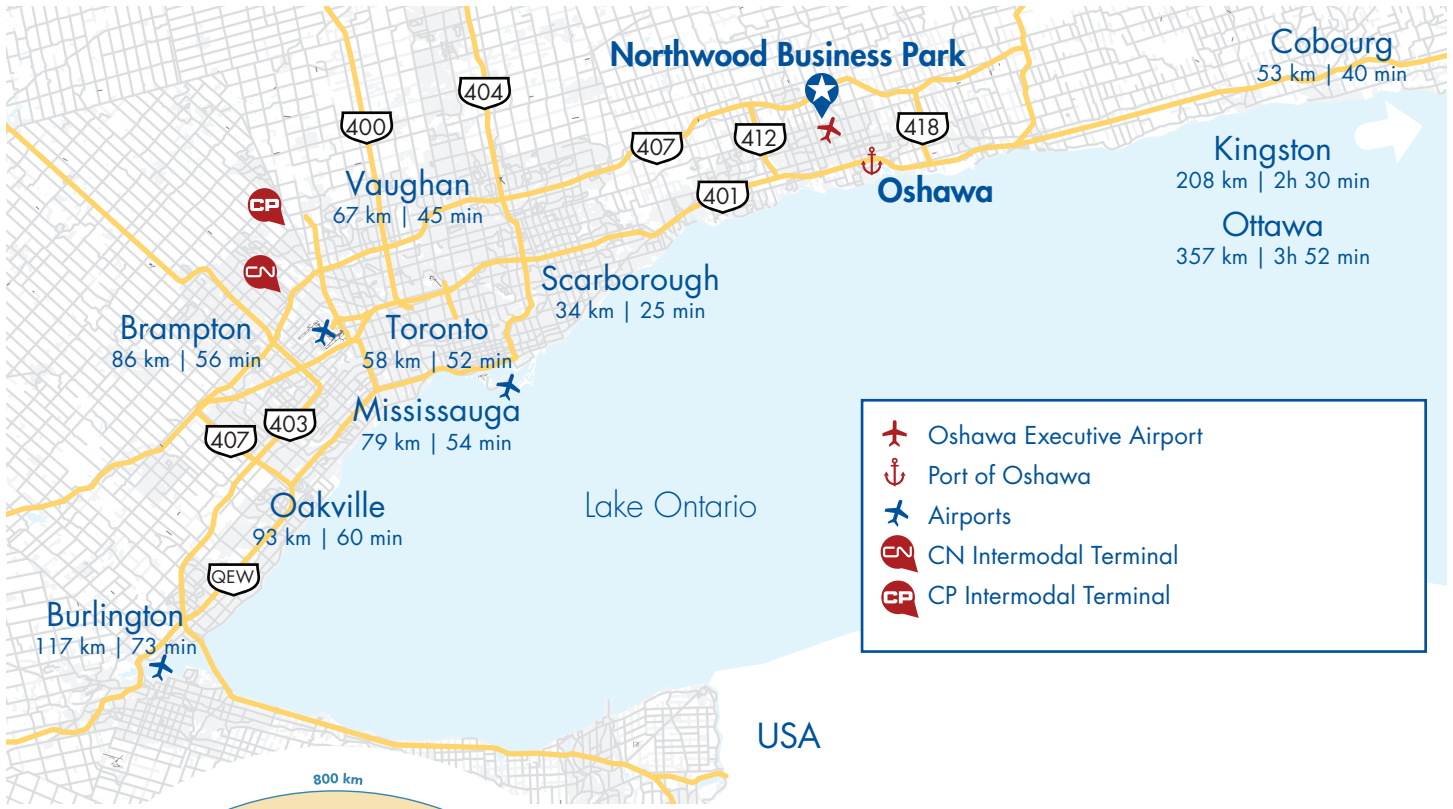 Northwood Business Park
Cobourg
53 km | 40 min
404
400
407
412
418
Kingston
208 km | 2h 30 min
Vaughan
67 km | 45 min
CP
401
Oshawa
Ottawa
357 km | 3h 52 min
CN
Scarborough
34 km | 25 min
Brampton
86 km | 56 min
Toronto
58 km | 52 min
Mississauga
79 km | 54 min
403
407
Oshawa Executive Airport
Port of Oshawa
Airports
CN
CN Intermodal Terminal
CP
CP Intermodal Terminal
Oakville
93 km | 60 min
Lake Ontario
QEW
Burlington
117 km | 73 min
USA
800 km